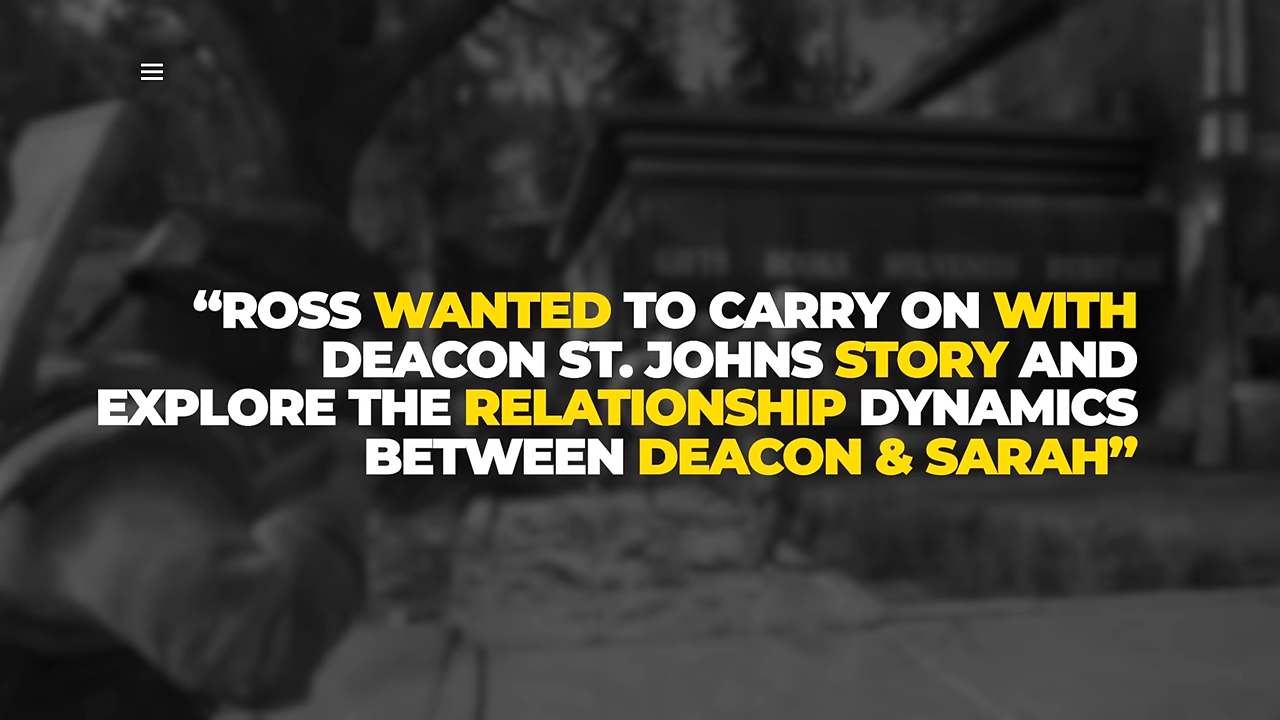 “ROSS WANTED TO CARRY ON WITH
DEACON ST. JOHNS STORY AND
EXPLORE THE RELATIONSHIP DYNAMICS
BETWEEN DEACON & SARAH”